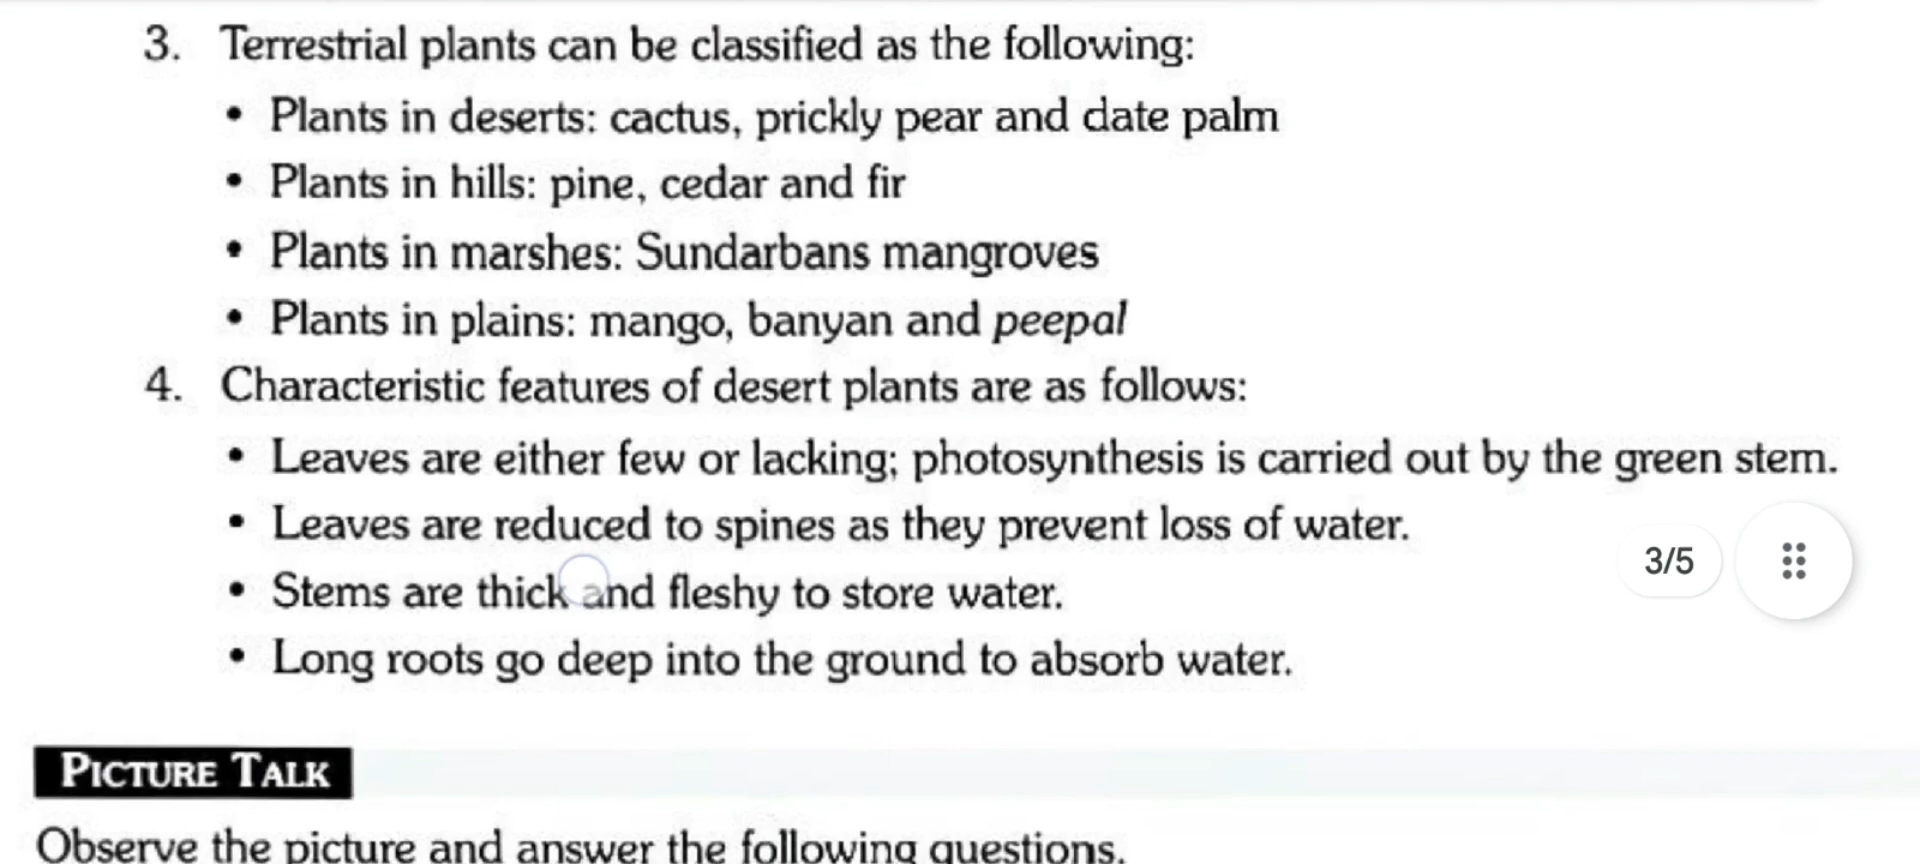 3. Terrestrial plants can be classified as the following:
• Plants in deserts: cactus, prickly pear and date palm
• Plants in hills: pine, cedar and fir
• Plants in marshes: Sundarbans mangroves
• Plants in plains: mango, banyan and peepal
4. Characteristic features of desert plants are as follows:
• Leaves are either few or lacking; photosynthesis is carried out by the green stem.
• Leaves are reduced to spines as they prevent loss of water.
3/5
• Stems are thick and fleshy to store water.
• Long roots go deep into the ground to absorb water.
PICTURE TALK
Observe the picture and answer the following questions.